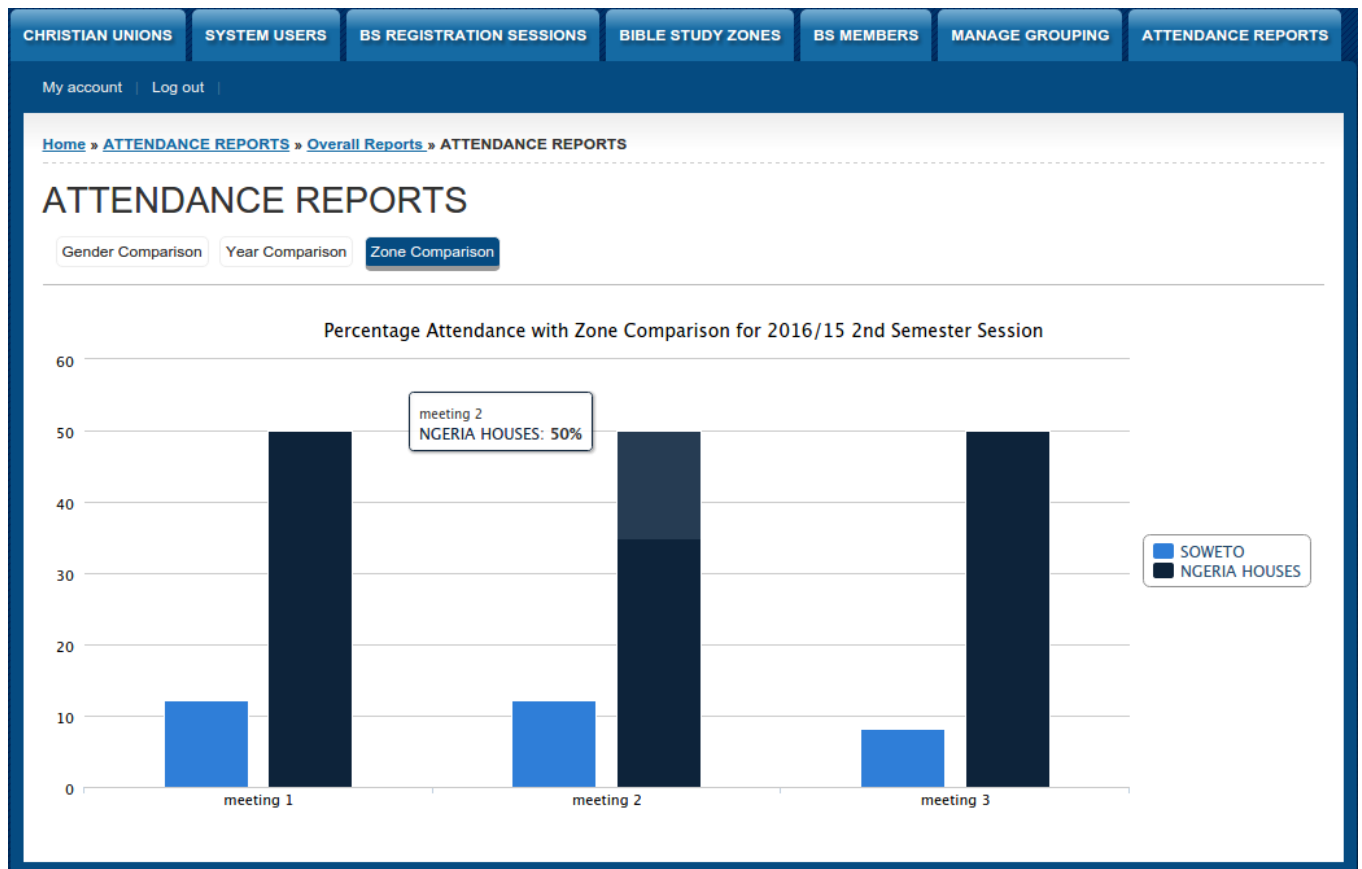 CHRISTIAN UNIONS SYSTEM USERS BS REGISTRATION SESSIONS BIBLE STUDY ZONES BS MEMBERS MANAGE GROUPING ATTENDANCE REPORTS
My account | Log out |
Home » ATTENDANCE REPORTS » Overall Reports » ATTENDANCE REPORTS
ATTENDANCE REPORTS
Gender Comparison Year Comparison Zone Comparison
Percentage Attendance with Zone Comparison for 2016/15 2nd Semester Session
60
50
40
30
20
10
0
meeting 2
NGERIA HOUSES: 50%
SOWETO
NGERIA HOUSES
meeting 1 meeting 2 meeting 3